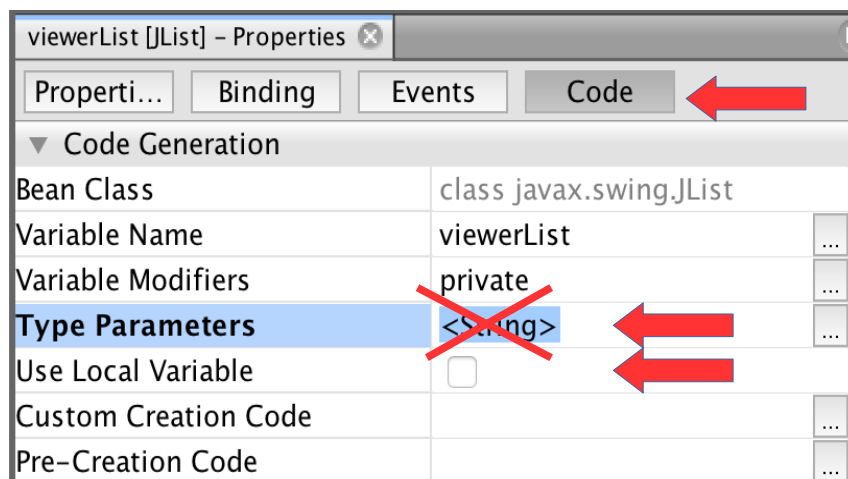 viewerList [JList] – Properties
Properti... Binding Events Code
Code Generation
Bean Class class javax.swing.JList
Variable Name viewerList ...
Variable Modifiers private ...
Type Parameters <String> ...
Use Local Variable
Custom Creation Code ...
Pre-Creation Code ...